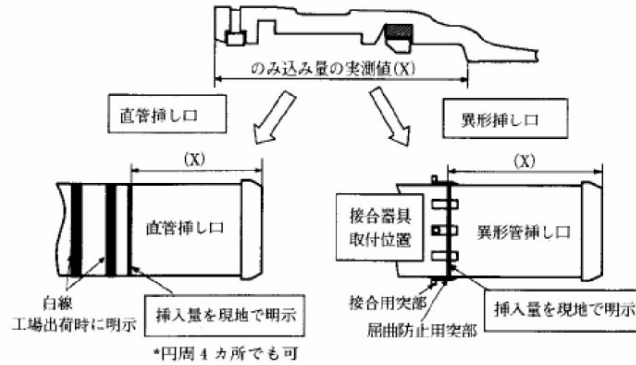 のみ込み量の実測値(X)
直管挿し口
異形挿し口
(X)
(X)
直管挿し口
接合器具
取付位置
異形管挿し口
白線
工場出荷時に明示
挿入量を現地で明示
*円周4カ所でも可
接合用突部
屈曲防止用突部
挿入量を現地で明示